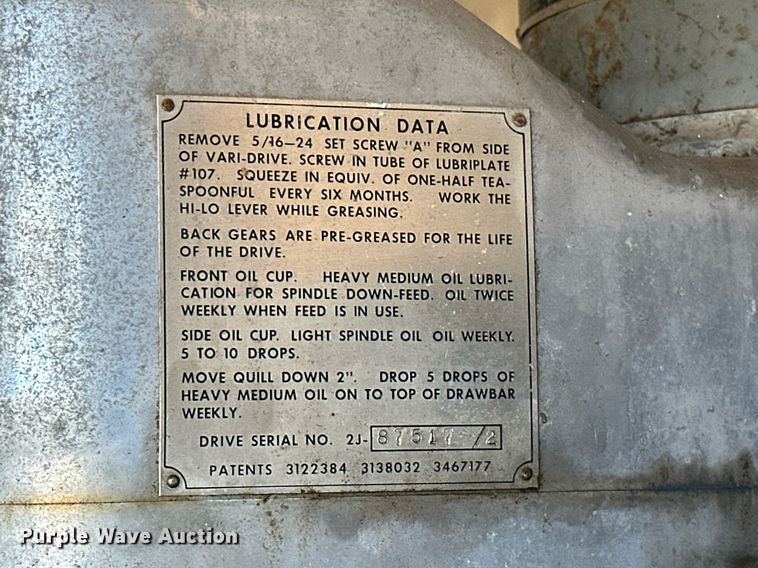 LUBRICATION DATA
REMOVE 5/16-24 SET SCREW "A" FROM SIDE
OF VARI-DRIVE. SCREW IN TUBE OF LUBRIPLATE
#107. SQUEEZE IN EQUIV. OF ONE-HALF TEA-
SPOONFUL EVERY SIX MONTHS. WORK THE
HI-LO LEVER WHILE GREASING.
BACK GEARS ARE PRE-GREASED FOR THE LIFE
OF THE DRIVE.
FRONT OIL CUP. HEAVY MEDIUM OIL LUBRI-
CATION FOR SPINDLE DOWN-FEED. OIL TWICE
WEEKLY WHEN FEED IS IN USE.
SIDE OIL CUP. LIGHT SPINDLE OIL OIL WEEKLY.
5 TO 10 DROPS.
MOVE QUILL DOWN 2". DROP 5 DROPS OF
HEAVY MEDIUM OIL ON TO TOP OF DRAWBAR
WEEKLY.
DRIVE SERIAL NO. 2J-
PATENTS 3122384 3138032 3467177
Purple Wave Auction